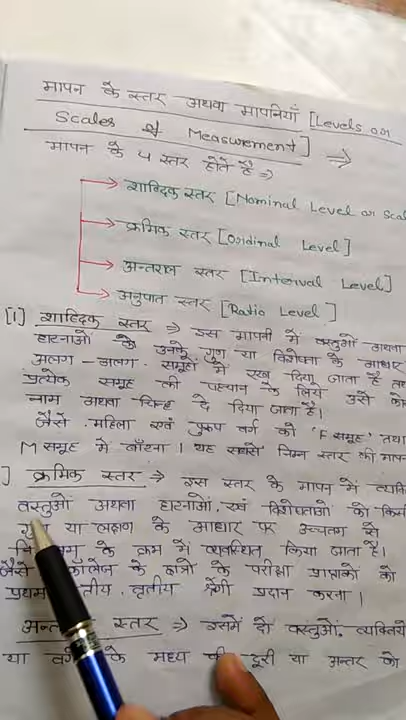 मापन के स्तर अथवा मापनियाँ [Levels or
Scales of Measurement] ⇒
मापन के 4 स्तर होते हैं ⇒
→ शाब्दिक स्तर [Nominal Level or Scal
→ क्रमिक स्तर [Oridinal Level]
→ अन्तराल स्तर [Interval Level]
→ अनुपात स्तर [Ratio Level]
[i] शाब्दिक स्तर ⇒ इस मापनी में वस्तुओं अथवा
घटनाओं को उनके गुण या विशेषता के आधार
अलग-अलग समूहों में रख दिया जाता है तथा
प्रत्येक समूह की पहचान के लिये उसे को
नाम अथवा चिन्ह दे दिया जाता है।
जैसे महिला एवं पुरुष वर्ग को 'F समूह' तथा
M समूह में बाँटना। यह सबसे निम्न स्तर की मापन
] क्रमिक स्तर ⇒ इस स्तर के मापन में व्यक्ति
वस्तुओं अथवा घटनाओं एवं विशेषताओं को किसी
या लक्षण के आधार पर उच्चतम से
के क्रम में व्यवस्थित किया जाता है।
जैसे कॉलेज के छात्रों के परीक्षा प्राप्तांकों को
प्रथम तृतीय श्रेणी प्रदान करना।
स्तर ⇒ इसमें दो वस्तुओं, व्यक्तियों
या के मध्य की दूरी या अन्तर को